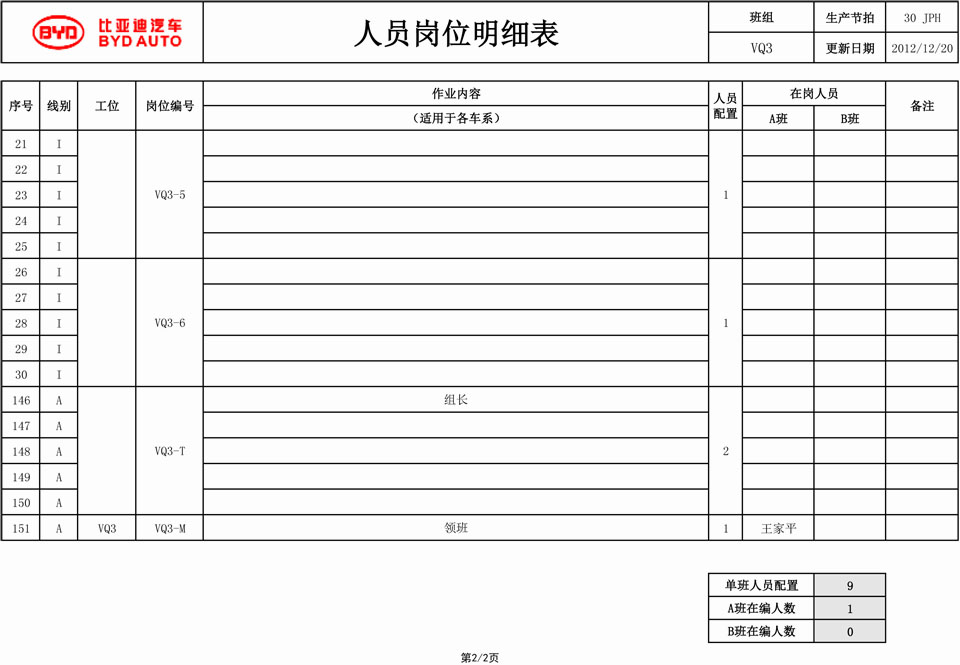 BYD 比亚迪汽车
BYD AUTO
人员岗位明细表
班组 生产节拍 30 JPH
VQ3 更新日期 2012/12/20
序号 线别 工位 岗位编号 作业内容 人员配置 在岗人员 备注
(适用于各车系) A班 B班
21 I
22 I
23 I VQ3-5 1
24 I
25 I
26 I
27 I
28 I VQ3-6 1
29 I
30 I
146 A 组长
147 A
148 A VQ3-T 2
149 A
150 A
151 A VQ3 VQ3-M 领班 1 王家平
单班人员配置 9
A班在编人数 1
B班在编人数 0
第2/2页